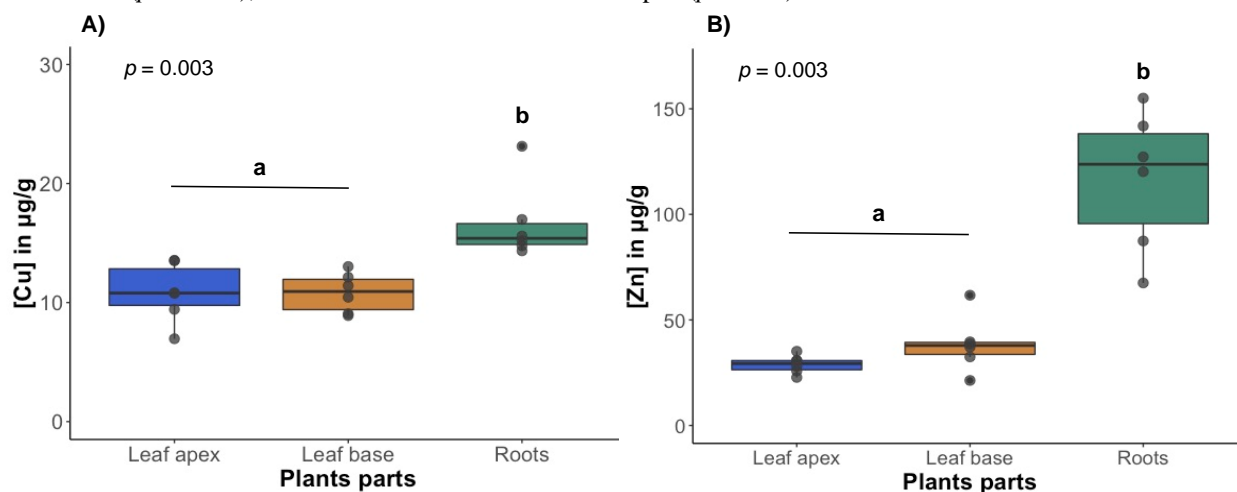 A)
p = 0.003
30
20
10
0
a
b
[Cu] in µg/g
Leaf apex
Leaf base
Roots
Plants parts
B)
p = 0.003
150
100
50
0
a
b
[Zn] in µg/g
Leaf apex
Leaf base
Roots
Plants parts